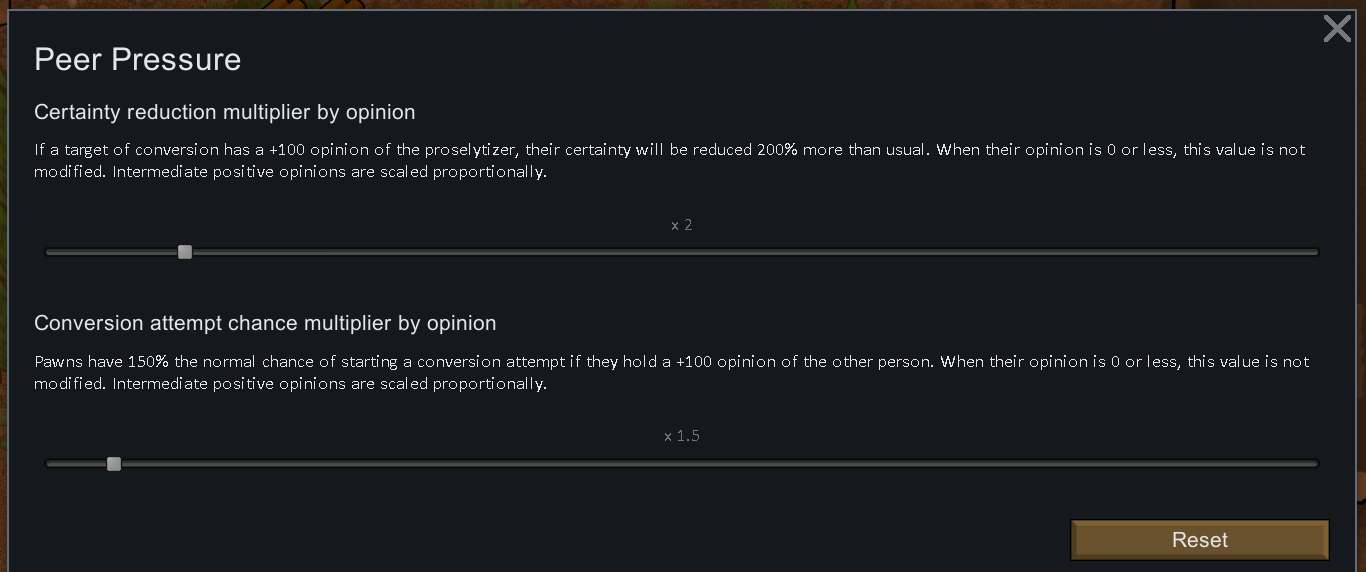 Peer Pressure
Certainty reduction multiplier by opinion
If a target of conversion has a +100 opinion of the proselytizer, their certainty will be reduced 200% more than usual. When their opinion is 0 or less, this value is not
modified. Intermediate positive opinions are scaled proportionally.
x 2
Conversion attempt chance multiplier by opinion
Pawns have 150% the normal chance of starting a conversion attempt if they hold a +100 opinion of the other person. When their opinion is 0 or less, this value is not
modified. Intermediate positive opinions are scaled proportionally.
x 1.5
Reset